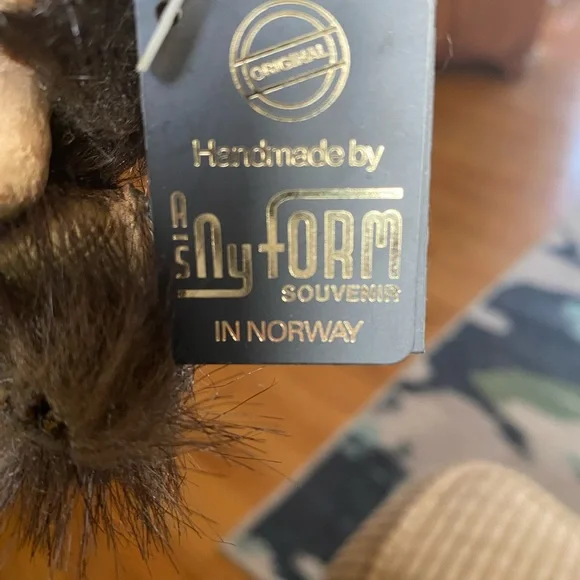 ORIGINAL
Handmade by
A-S Nyform
SOUVENIR
IN NORWAY